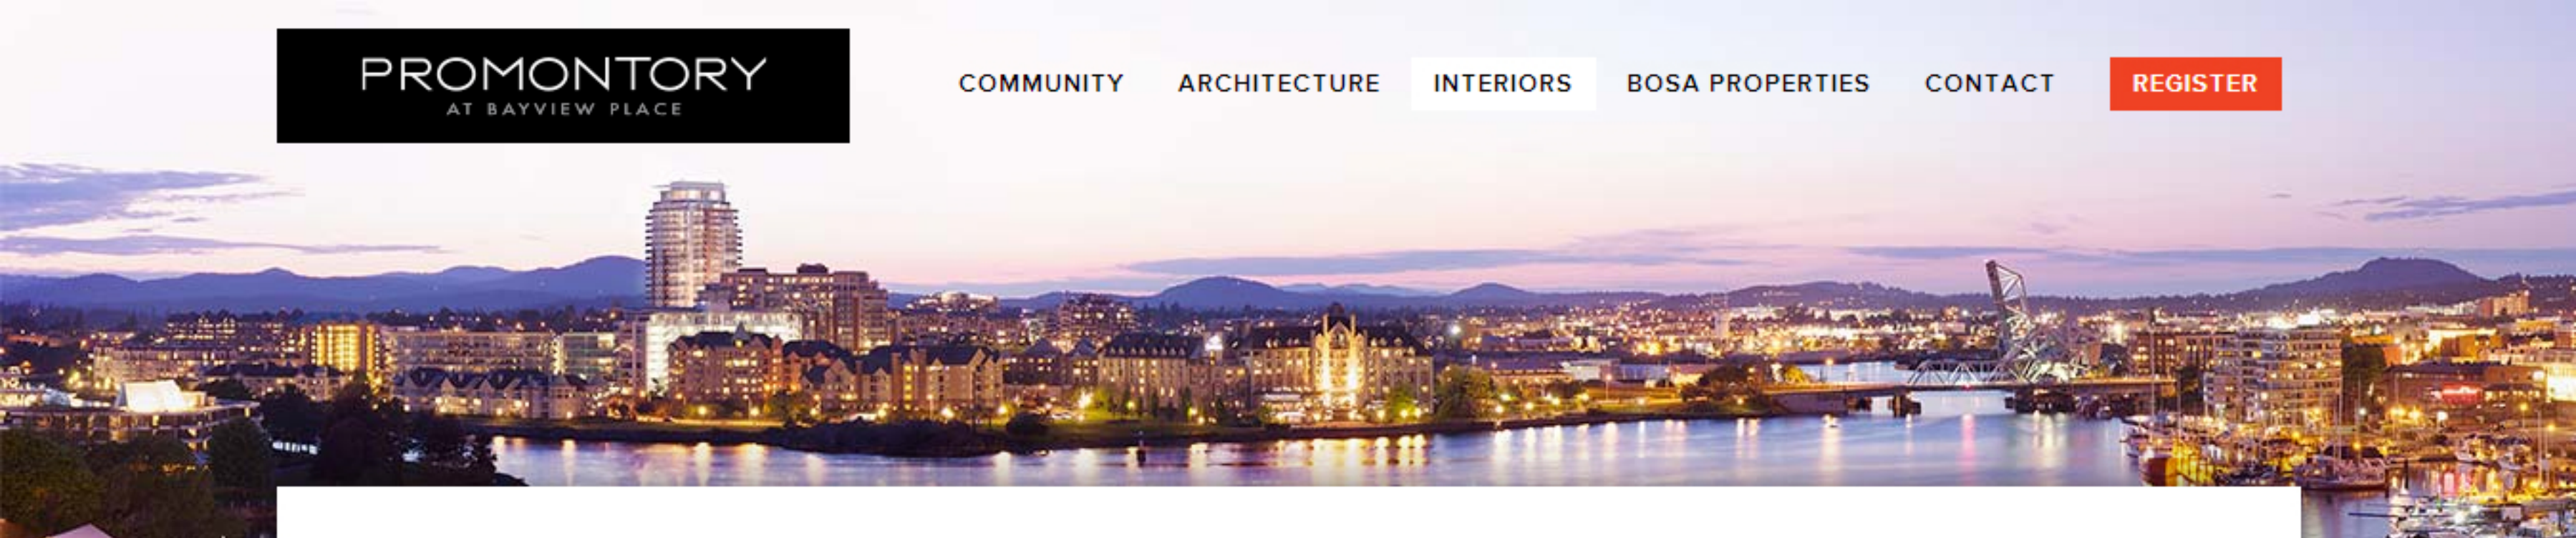 PROMONTORY
AT BAYVIEW PLACE
COMMUNITY ARCHITECTURE INTERIORS BOSA PROPERTIES CONTACT REGISTER